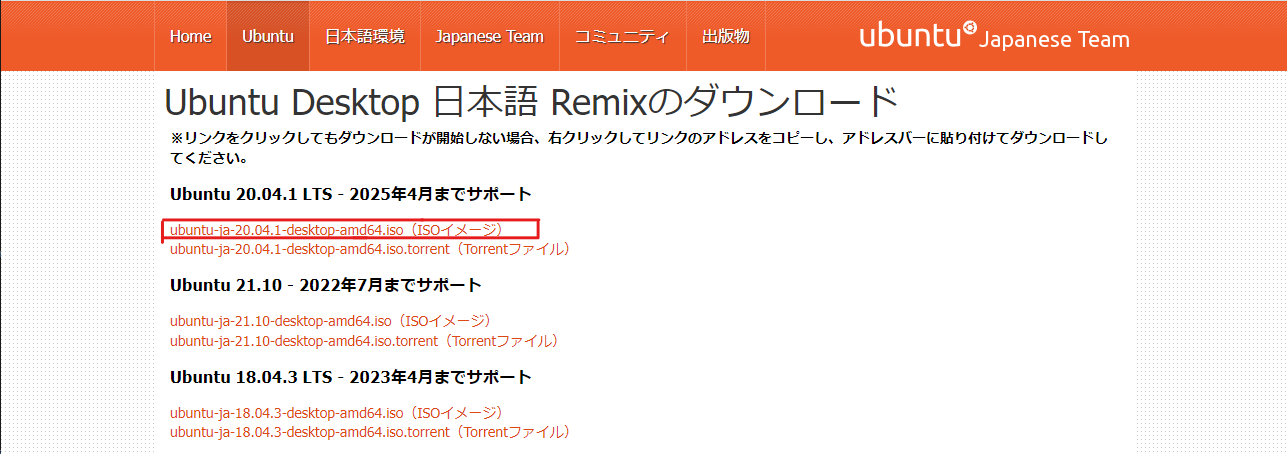 Home Ubuntu 日本語環境 Japanese Team コミュニティ 出版物 ubuntu Japanese Team
Ubuntu Desktop 日本語 Remixのダウンロード
※リンクをクリックしてもダウンロードが開始しない場合、右クリックしてリンクのアドレスをコピーし、アドレスバーに貼り付けてダウンロードし
てください。
Ubuntu 20.04.1 LTS - 2025年4月までサポート
ubuntu-ja-20.04.1-desktop-amd64.iso（ISOイメージ）
ubuntu-ja-20.04.1-desktop-amd64.iso.torrent（Torrentファイル）
Ubuntu 21.10 - 2022年7月までサポート
ubuntu-ja-21.10-desktop-amd64.iso（ISOイメージ）
ubuntu-ja-21.10-desktop-amd64.iso.torrent（Torrentファイル）
Ubuntu 18.04.3 LTS - 2023年4月までサポート
ubuntu-ja-18.04.3-desktop-amd64.iso（ISOイメージ）
ubuntu-ja-18.04.3-desktop-amd64.iso.torrent（Torrentファイル）